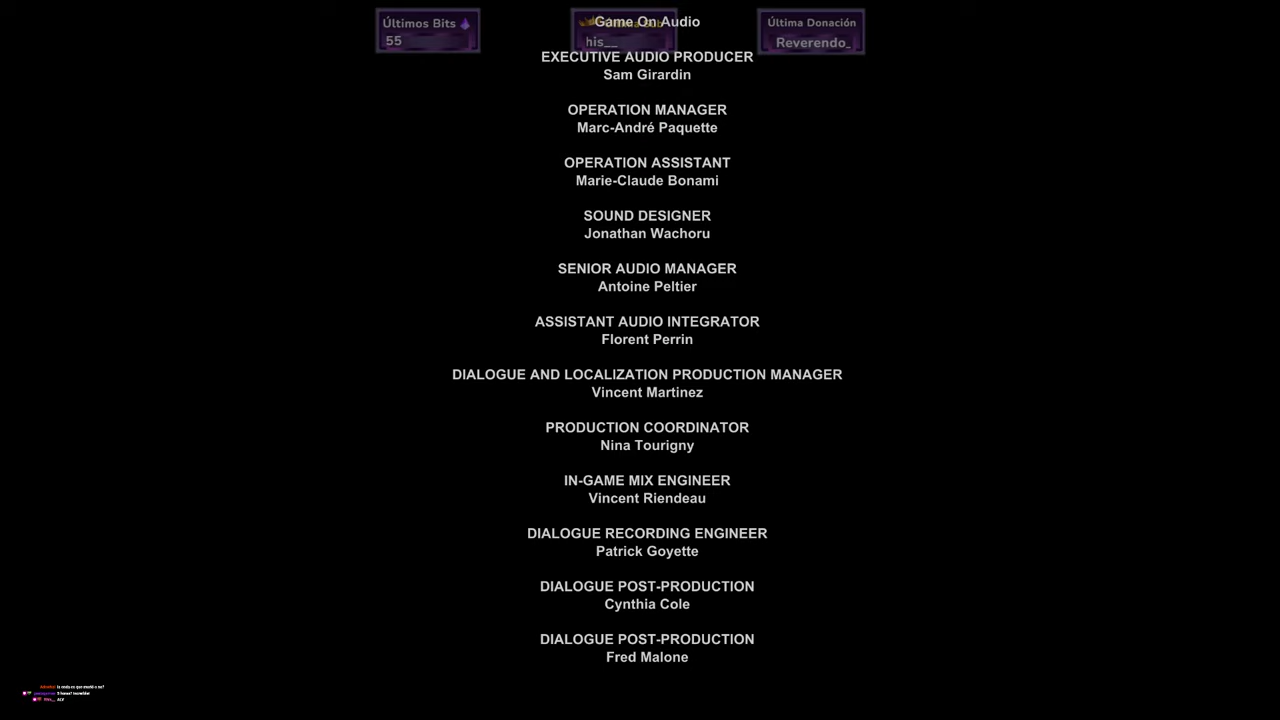 Últimos Bits
55
Game On Audio
his__
Última Donación
Reverendo_
EXECUTIVE AUDIO PRODUCER
Sam Girardin
OPERATION MANAGER
Marc-André Paquette
OPERATION ASSISTANT
Marie-Claude Bonami
SOUND DESIGNER
Jonathan Wachoru
SENIOR AUDIO MANAGER
Antoine Peltier
ASSISTANT AUDIO INTEGRATOR
Florent Perrin
DIALOGUE AND LOCALIZATION PRODUCTION MANAGER
Vincent Martinez
PRODUCTION COORDINATOR
Nina Tourigny
IN-GAME MIX ENGINEER
Vincent Riendeau
DIALOGUE RECORDING ENGINEER
Patrick Goyette
DIALOGUE POST-PRODUCTION
Cynthia Cole
DIALOGUE POST-PRODUCTION
Fred Malone